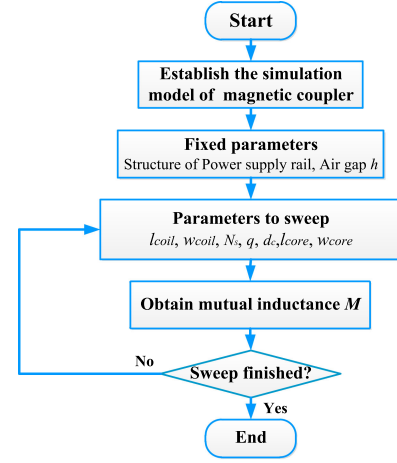 Start
Establish the simulation
model of magnetic coupler
Fixed parameters
Structure of Power supply rail, Air gap h
Parameters to sweep
lcoil, wcoil, Ns, q, dc,lcore, wcore
Obtain mutual inductance M
No
Sweep finished?
Yes
End